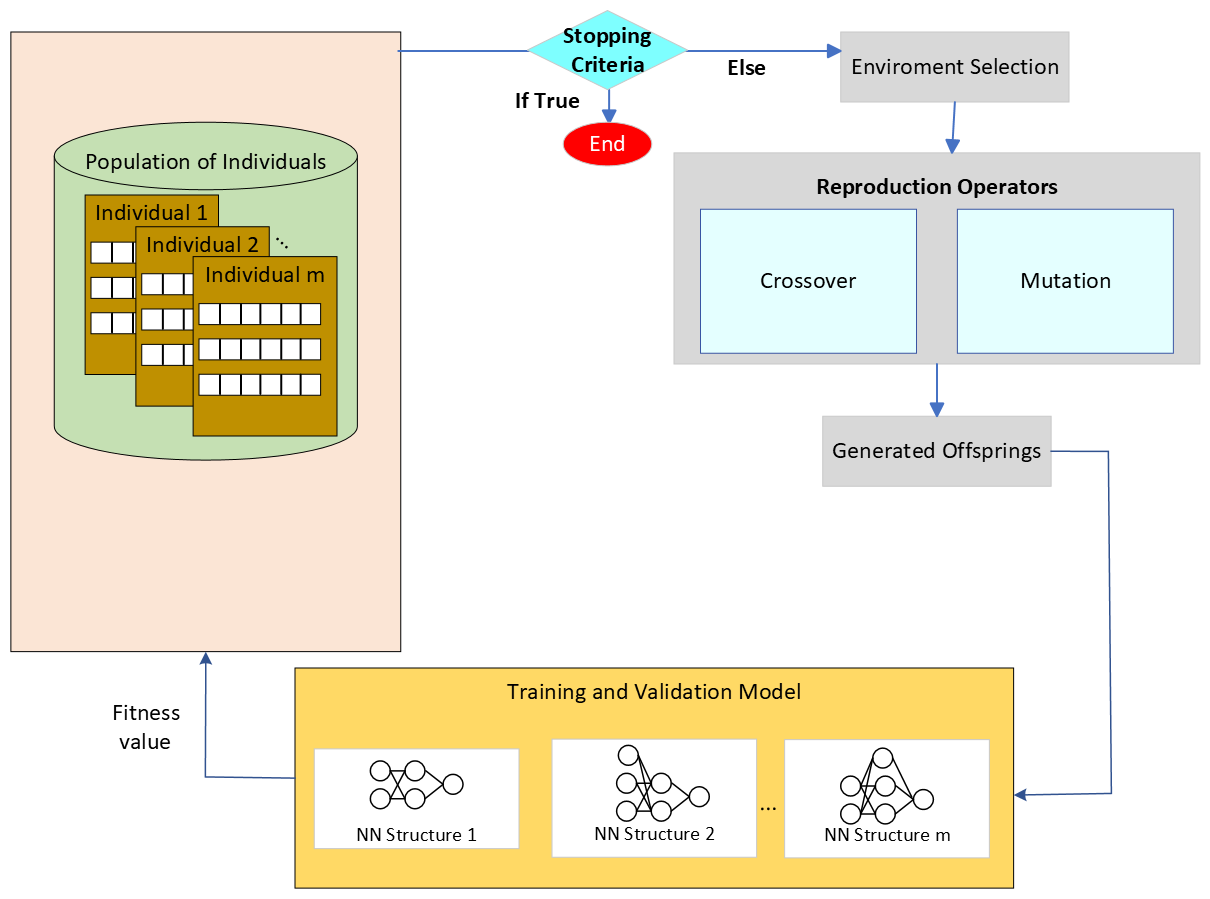 Stopping
Criteria
Else
If True
End
Enviroment Selection
Population of Individuals
Individual 1
Individual 2
...
Individual m
Reproduction Operators
Crossover
Mutation
Generated Offsprings
Fitness
value
Training and Validation Model
NN Structure 1
NN Structure 2
...
NN Structure m